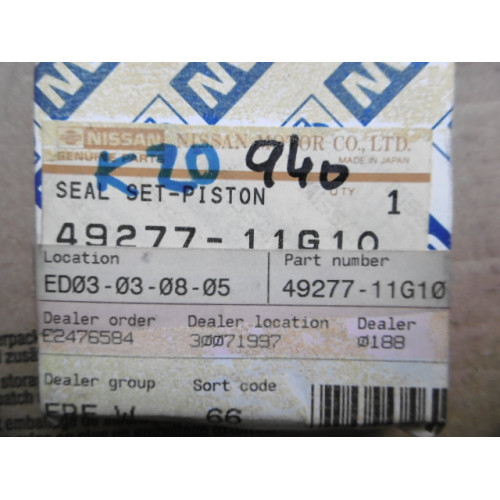 NISSAN NISSAN MOTOR CO., LTD.
GENUINE PARTS MADE IN JAPAN
K20 940
SEAL SET-PISTON QTY 1
49277-11G10
Location Part number
ED03-03-08-05 49277-11G10
Dealer order Dealer location Dealer
E2476584 30071997 0188
Dealer group Sort code
66